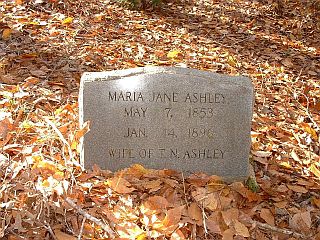 MARIA JANE ASHLEY
MAY 7, 1853
JAN. 14, 1896
WIFE OF T. N. ASHLEY